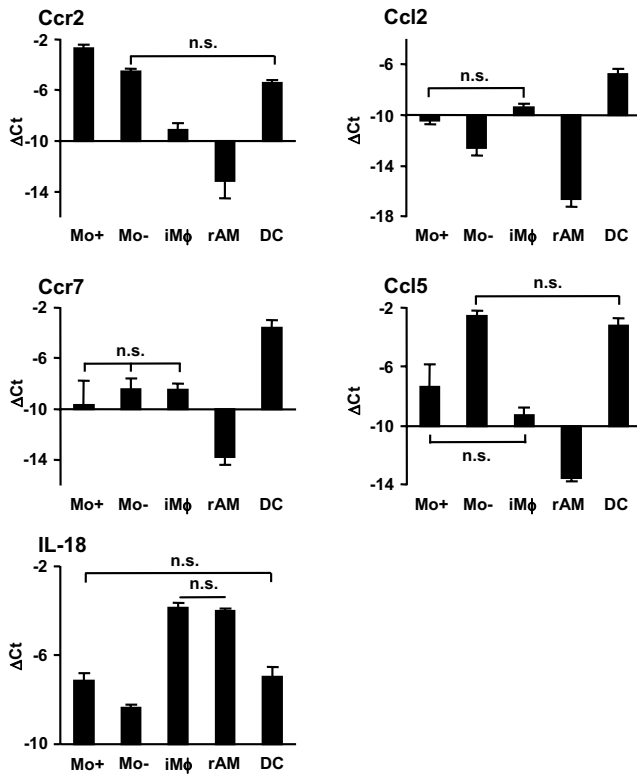 Ccr2
-2
-6
-10
-14
ΔCt
n.s.
Mo+ Mo- iMϕ rAM DC
Ccl2
-6
-10
-14
-18
ΔCt
n.s.
Mo+ Mo- iMϕ rAM DC
Ccr7
-2
-6
-10
-14
ΔCt
n.s.
Mo+ Mo- iMϕ rAM DC
Ccl5
-2
-6
-10
-14
ΔCt
n.s.
n.s.
Mo+ Mo- iMϕ rAM DC
IL-18
-2
-6
-10
ΔCt
n.s.
n.s.
Mo+ Mo- iMϕ rAM DC